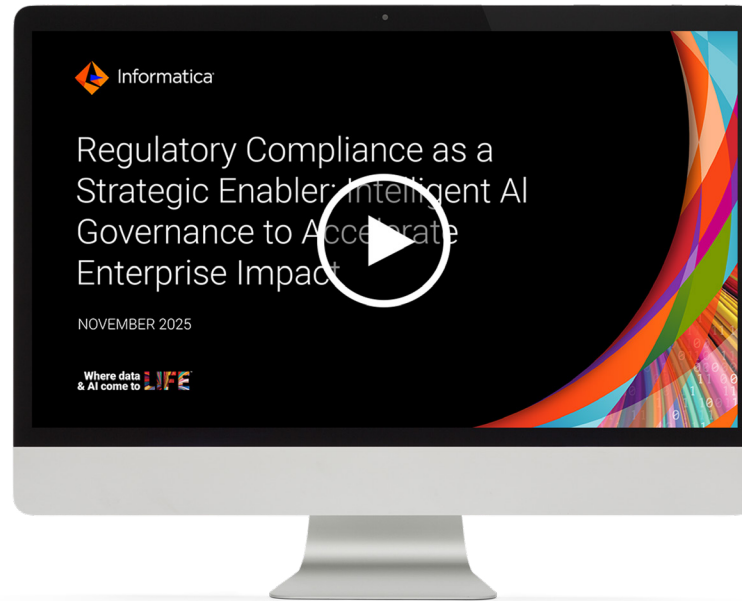 Informatica
Regulatory Compliance as a
Strategic Enabler: Intelligent AI
Governance to Accelerate
Enterprise Impact
NOVEMBER 2025
Where data
& AI come to LIFE